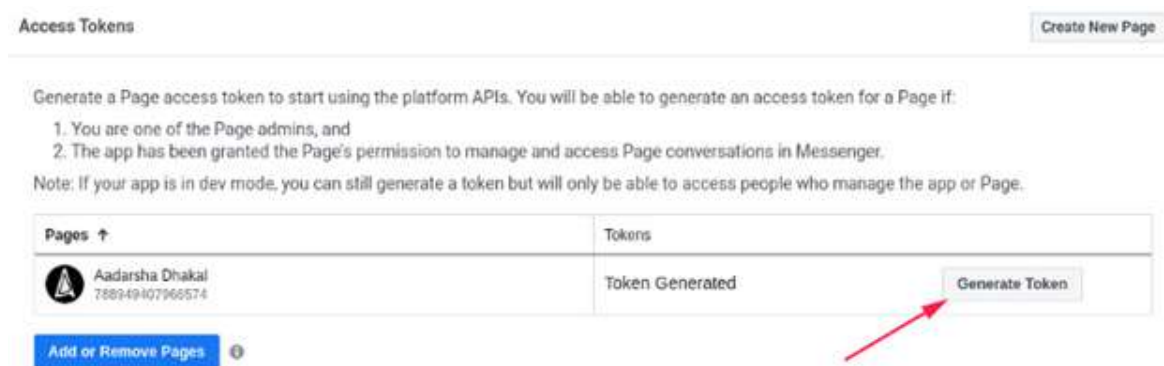 Access Tokens
Create New Page
Generate a Page access token to start using the platform APIs. You will be able to generate an access token for a Page if:
1. You are one of the Page admins, and
2. The app has been granted the Page's permission to manage and access Page conversations in Messenger.
Note: If your app is in dev mode, you can still generate a token but will only be able to access people who manage the app or Page.
Pages ↑
Tokens
Aadarsha Dhakal
788949407966574
Token Generated
Generate Token
Add or Remove Pages